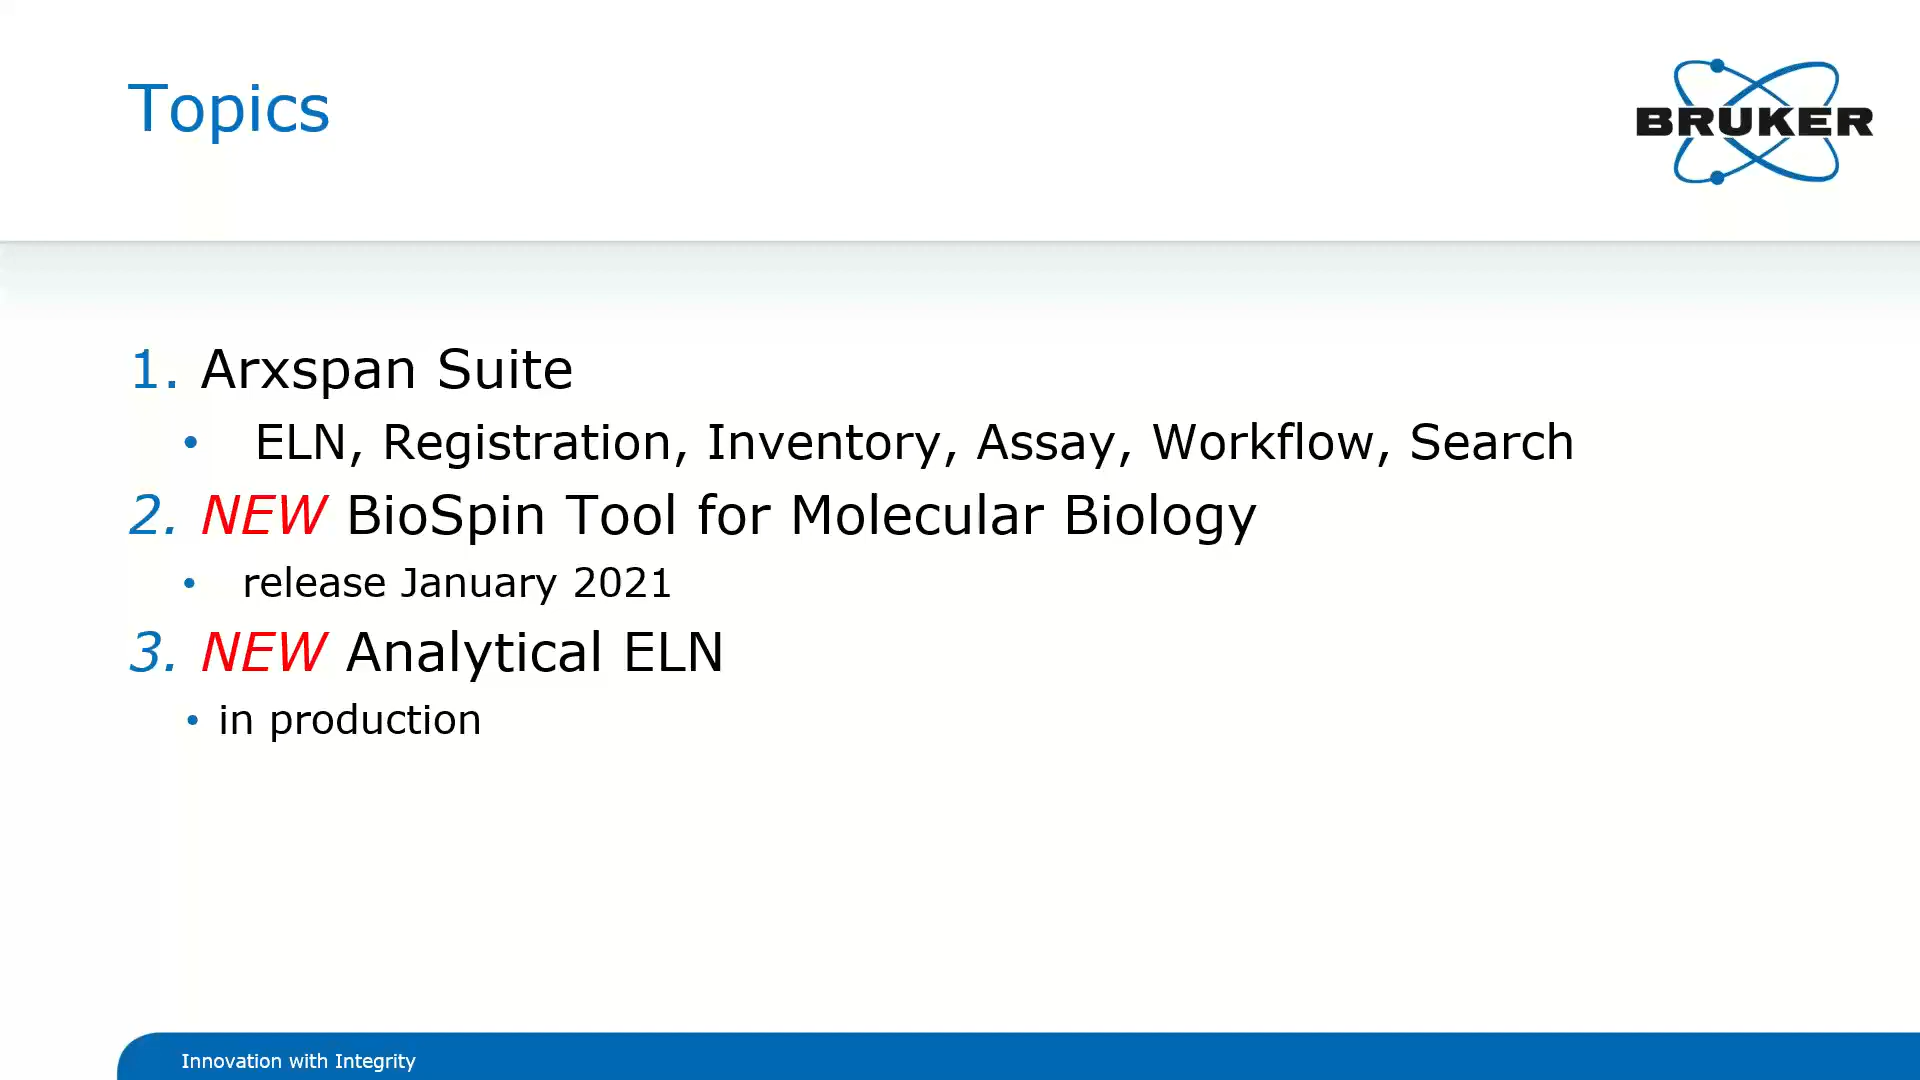 Topics
BRUKER
1. Arxspan Suite
• ELN, Registration, Inventory, Assay, Workflow, Search
2. NEW BioSpin Tool for Molecular Biology
• release January 2021
3. NEW Analytical ELN
• in production
Innovation with Integrity